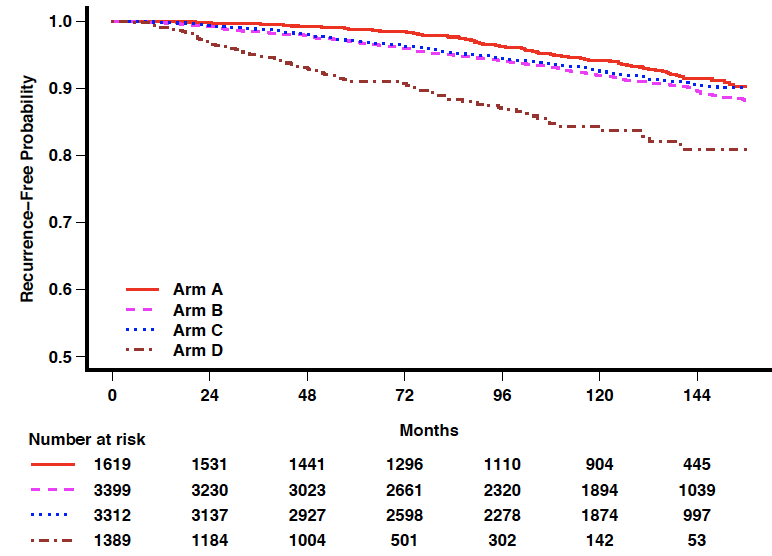 Recurrence–Free Probability
1.0
0.9
0.8
0.7
0.6
0.5
Arm A
Arm B
Arm C
Arm D
0 24 48 72 96 120 144
Months
Number at risk
1619 1531 1441 1296 1110 904 445
3399 3230 3023 2661 2320 1894 1039
3312 3137 2927 2598 2278 1874 997
1389 1184 1004 501 302 142 53